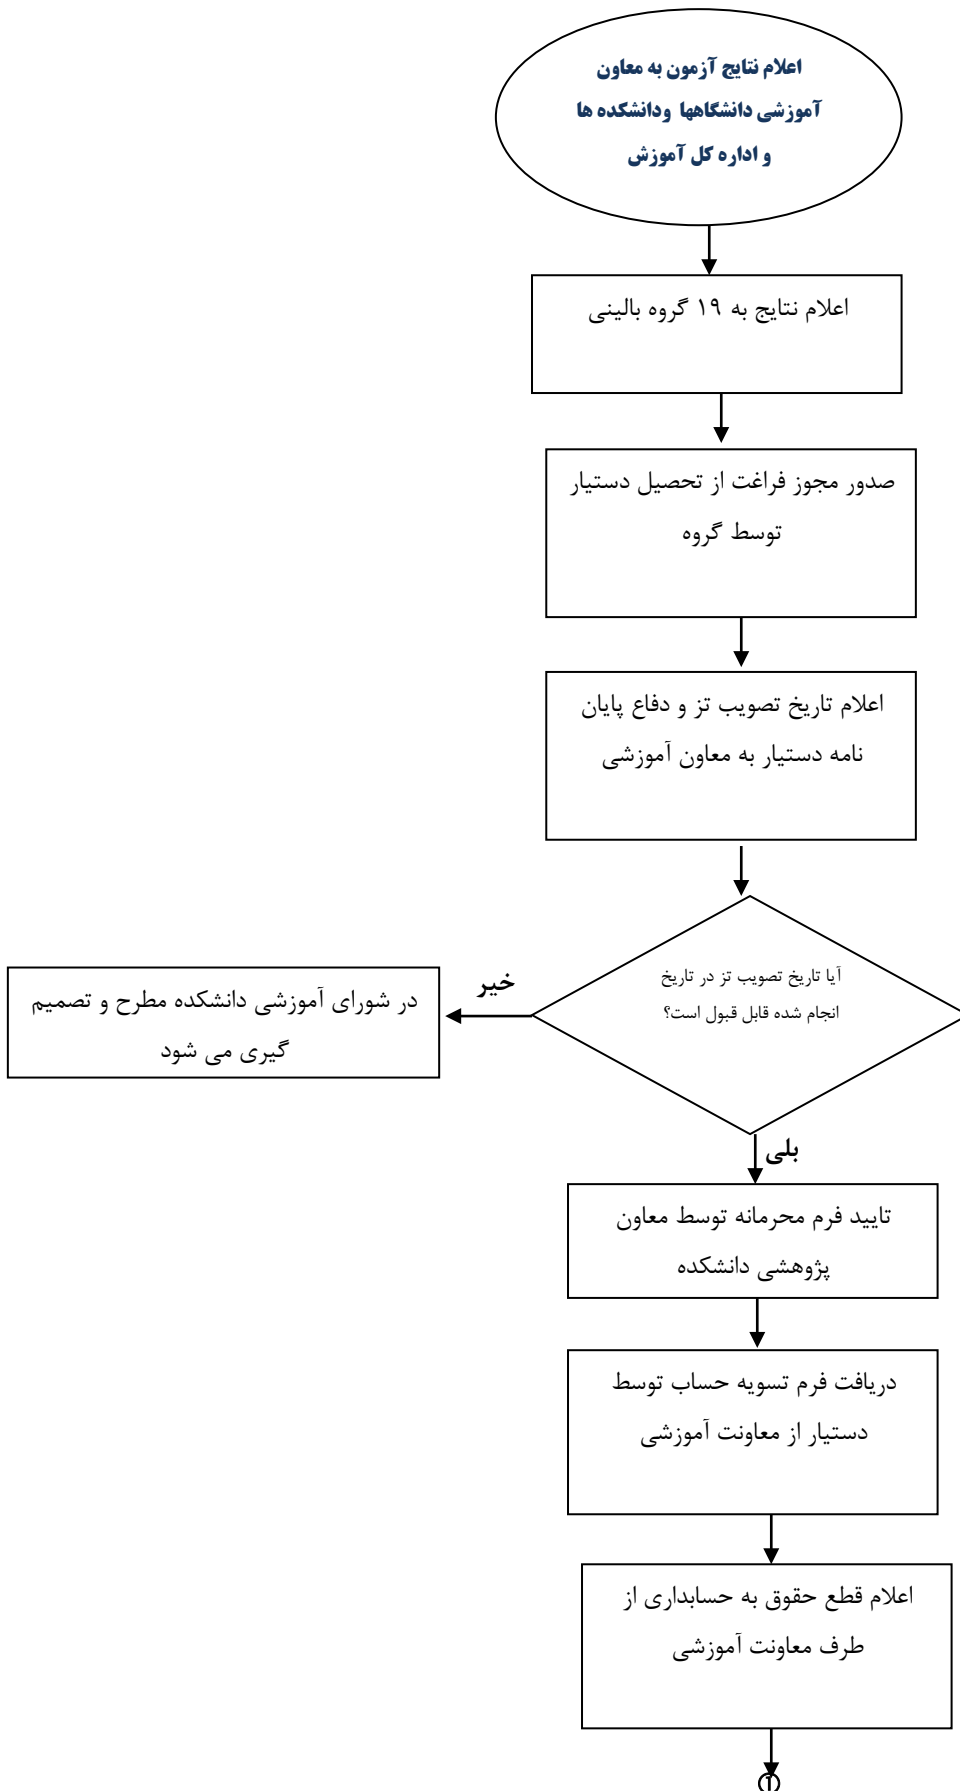 اعلام نتایج آزمون به معاون
آموزشی دانشگاهها ودانشکده ها
و اداره کل آموزش
اعلام نتایج به ۱۹ گروه بالینی
صدور مجوز فراغت از تحصیل دستیار
توسط گروه
اعلام تاریخ تصویب تز و دفاع پایان
نامه دستیار به معاون آموزشی
آیا تاریخ تصویب تز در تاریخ
انجام شده قابل قبول است؟
خیر
در شورای آموزشی دانشکده مطرح و تصمیم
گیری می شود
بلی
تایید فرم محرمانه توسط معاون
پژوهشی دانشکده
دریافت فرم تسویه حساب توسط
دستیار از معاونت آموزشی
اعلام قطع حقوق به حسابداری از
طرف معاونت آموزشی